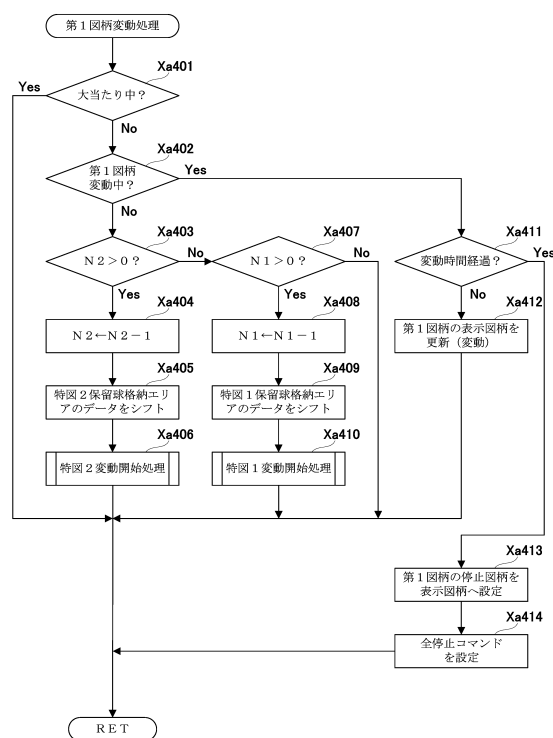 第１図柄変動処理
Xa401
Yes
大当たり中？
No
Xa402
第１図柄
変動中？
Yes
No
Xa403
Ｎ２＞０？
No
Yes
Xa407
Ｎ１＞０？
No
Yes
Xa411
変動時間経過？
Yes
No
Xa404
Ｎ２←Ｎ２－１
Xa408
Ｎ１←Ｎ１－１
Xa412
第１図柄の表示図柄を
更新（変動）
Xa405
特図２保留球格納エリ
アのデータをシフト
Xa409
特図１保留球格納エリ
アのデータをシフト
Xa406
特図２変動開始処理
Xa410
特図１変動開始処理
Xa413
第１図柄の停止図柄を
表示図柄へ設定
Xa414
全停止コマンド
を設定
ＲＥＴ